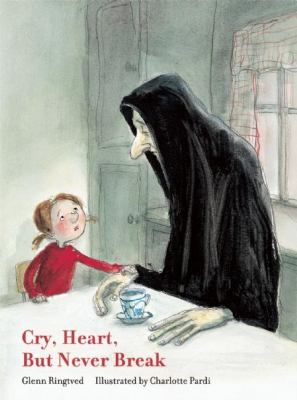 Cry, Heart,
But Never Break
Glenn Ringtved Illustrated by Charlotte Pardi